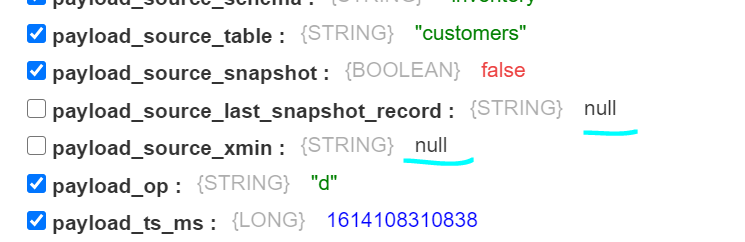 payload_source_schema : {STRING} "inventory"
payload_source_table : {STRING} "customers"
payload_source_snapshot : {BOOLEAN} false
payload_source_last_snapshot_record : {STRING} null
payload_source_xmin : {STRING} null
payload_op : {STRING} "d"
payload_ts_ms : {LONG} 1614108310838